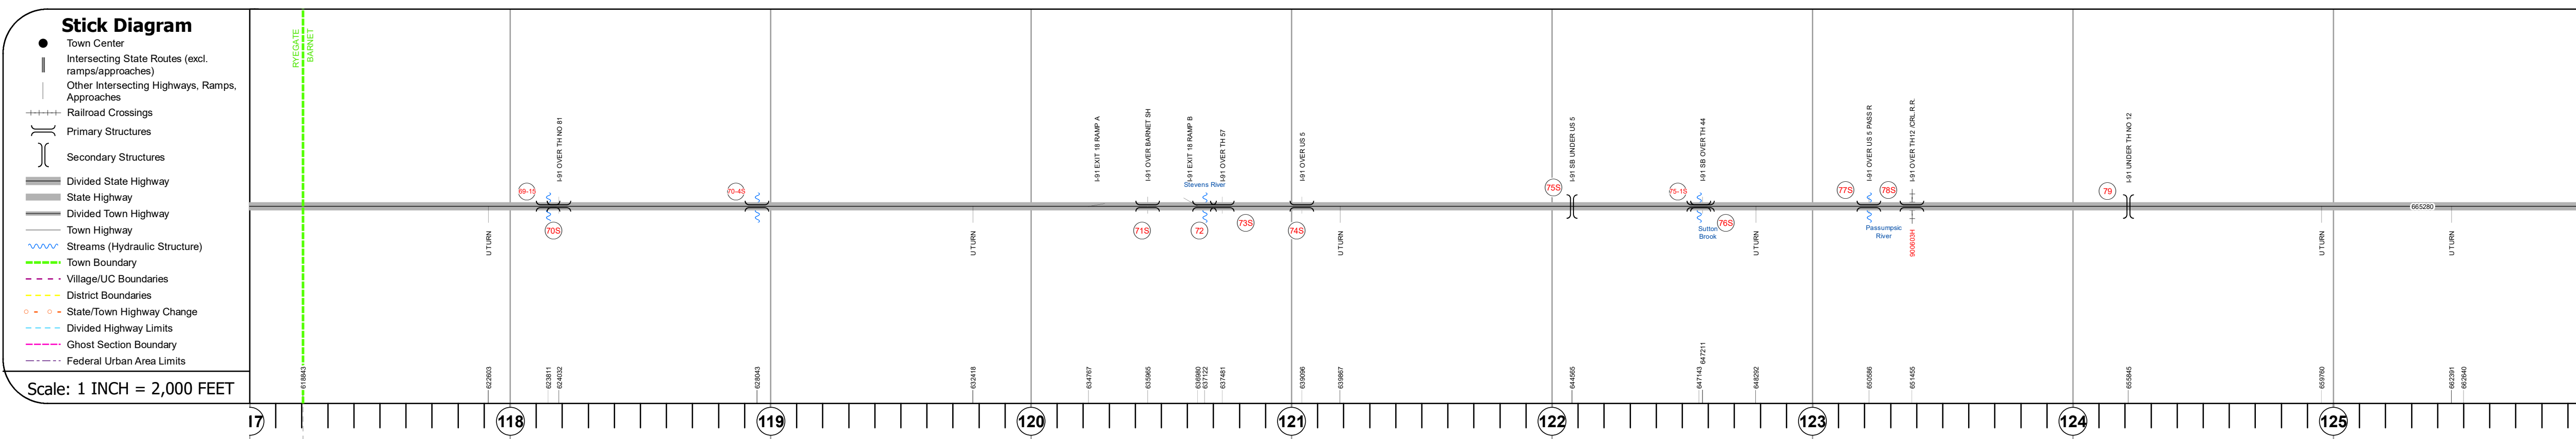 Stick Diagram
Town Center
Intersecting State Routes (excl.
ramps/approaches)
Other Intersecting Highways, Ramps,
Approaches
Railroad Crossings
Primary Structures
Secondary Structures
Divided State Highway
State Highway
Divided Town Highway
Town Highway
Streams (Hydraulic Structure)
Town Boundary
Village/UC Boundaries
District Boundaries
State/Town Highway Change
Divided Highway Limits
Ghost Section Boundary
Federal Urban Area Limits
Scale: 1 INCH = 2,000 FEET
RYEGATE
BARNET
I-91 OVER TH NO 81
I-91 EXIT 18 RAMP A
I-91 OVER BARNET SH
I-91 EXIT 18 RAMP B
I-91 OVER TH 57
I-91 OVER US 5
I-91 SB UNDER US 5
I-91 SB OVER TH 44
I-91 OVER US 5 PASS R
I-91 OVER TH12 /CRL.R.R.
I-91 UNDER TH NO 12
70-4S
Stevens River
75S
75-1S
77S
78S
79
665280
70S
71S
72
73S
74S
76S
Sutton
Brook
Passumpsic
River
U TURN
U TURN
U TURN
U TURN
900603H
U TURN
U TURN
618843
622603
623811
624032
628043
632418
634767
635965
636980
637122
637481
639096
639867
644565
647143
647211
648292
650586
651455
655845
659760
662391
662640
17
118
119
120
121
122
123
124
125